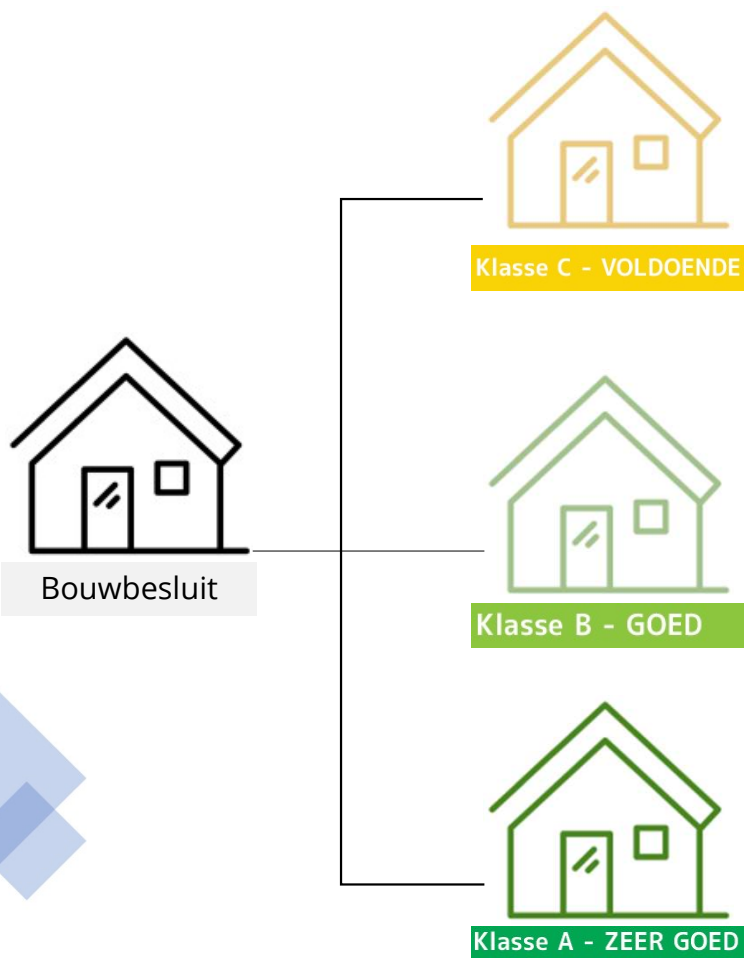 Klasse C - VOLDOENDE
Bouwbesluit
Klasse B - GOED
Klasse A - ZEER GOED